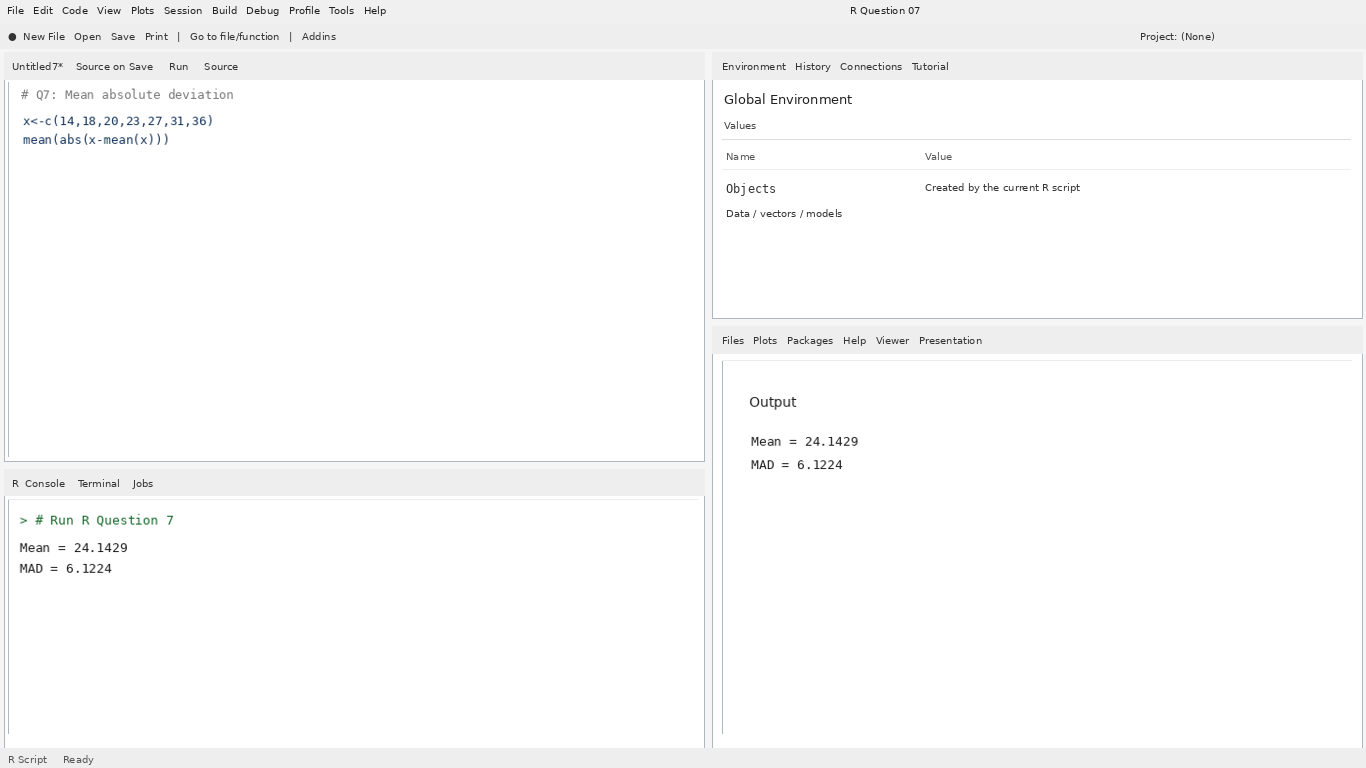 File Edit Code View Plots Session Build Debug Profile Tools Help R Question 07
● New File Open Save Print | Go to file/function | Addins Project: (None)
Untitled7* Source on Save Run Source
# Q7: Mean absolute deviation
x<-c(14,18,20,23,27,31,36)
mean(abs(x-mean(x)))
R Console Terminal Jobs
> # Run R Question 7
Mean = 24.1429
MAD = 6.1224
Environment History Connections Tutorial
Global Environment
Values
Name Value
Objects Created by the current R script
Data / vectors / models
Files Plots Packages Help Viewer Presentation
Output
Mean = 24.1429
MAD = 6.1224
R Script Ready